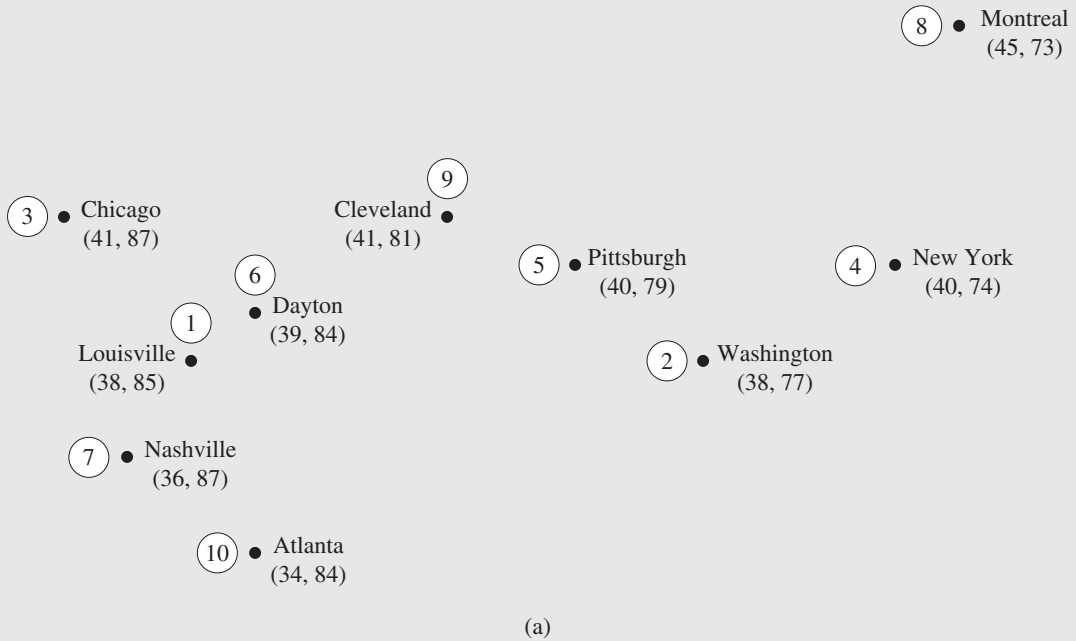 8 Montreal
(45, 73)
9
3 Chicago
(41, 87)
Cleveland
(41, 81)
6
5 Pittsburgh
(40, 79)
4 New York
(40, 74)
Dayton
(39, 84)
1
Louisville
(38, 85)
2 Washington
(38, 77)
7 Nashville
(36, 87)
10 Atlanta
(34, 84)
(a)